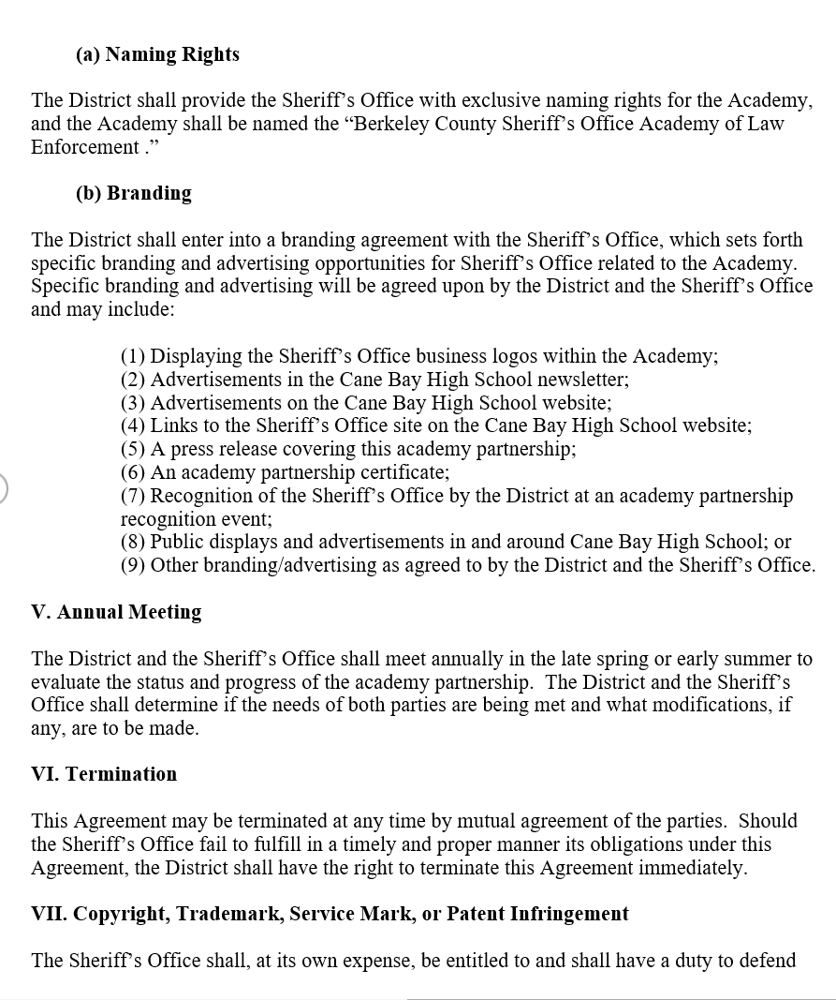 (a) Naming Rights
The District shall provide the Sheriff’s Office with exclusive naming rights for the Academy,
and the Academy shall be named the “Berkeley County Sheriff’s Office Academy of Law
Enforcement .”
(b) Branding
The District shall enter into a branding agreement with the Sheriff’s Office, which sets forth
specific branding and advertising opportunities for Sheriff’s Office related to the Academy.
Specific branding and advertising will be agreed upon by the District and the Sheriff’s Office
and may include:
(1) Displaying the Sheriff’s Office business logos within the Academy;
(2) Advertisements in the Cane Bay High School newsletter;
(3) Advertisements on the Cane Bay High School website;
(4) Links to the Sheriff’s Office site on the Cane Bay High School website;
(5) A press release covering this academy partnership;
(6) An academy partnership certificate;
(7) Recognition of the Sheriff’s Office by the District at an academy partnership
recognition event;
(8) Public displays and advertisements in and around Cane Bay High School; or
(9) Other branding/advertising as agreed to by the District and the Sheriff’s Office.
V. Annual Meeting
The District and the Sheriff’s Office shall meet annually in the late spring or early summer to
evaluate the status and progress of the academy partnership.  The District and the Sheriff’s
Office shall determine if the needs of both parties are being met and what modifications, if
any, are to be made.
VI. Termination
This Agreement may be terminated at any time by mutual agreement of the parties.  Should
the Sheriff’s Office fail to fulfill in a timely and proper manner its obligations under this
Agreement, the District shall have the right to terminate this Agreement immediately.
VII. Copyright, Trademark, Service Mark, or Patent Infringement
The Sheriff’s Office shall, at its own expense, be entitled to and shall have a duty to defend